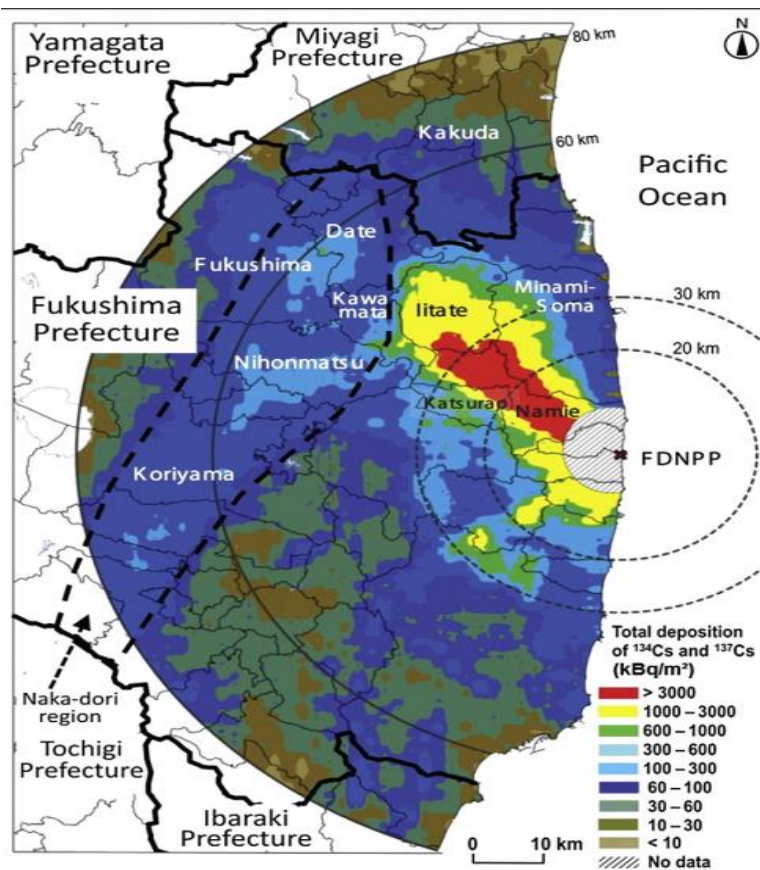 Yamagata
Prefecture
Miyagi
Prefecture
80 km
N
Kakuda
60 km
Pacific
Ocean
Date
Fukushima
Kawa
mata
Iitate
Minami-
Soma
30 km
Fukushima
Prefecture
20 km
Nihonmatsu
Katsurao
Namie
FDNPP
Koriyama
Naka-dori
region
Tochigi
Prefecture
Ibaraki
Prefecture
0 10 km
Total deposition
of ¹³⁴Cs and ¹³⁷Cs
(kBq/m²)
> 3000
1000 – 3000
600 – 1000
300 – 600
100 – 300
60 – 100
30 – 60
10 – 30
< 10
No data